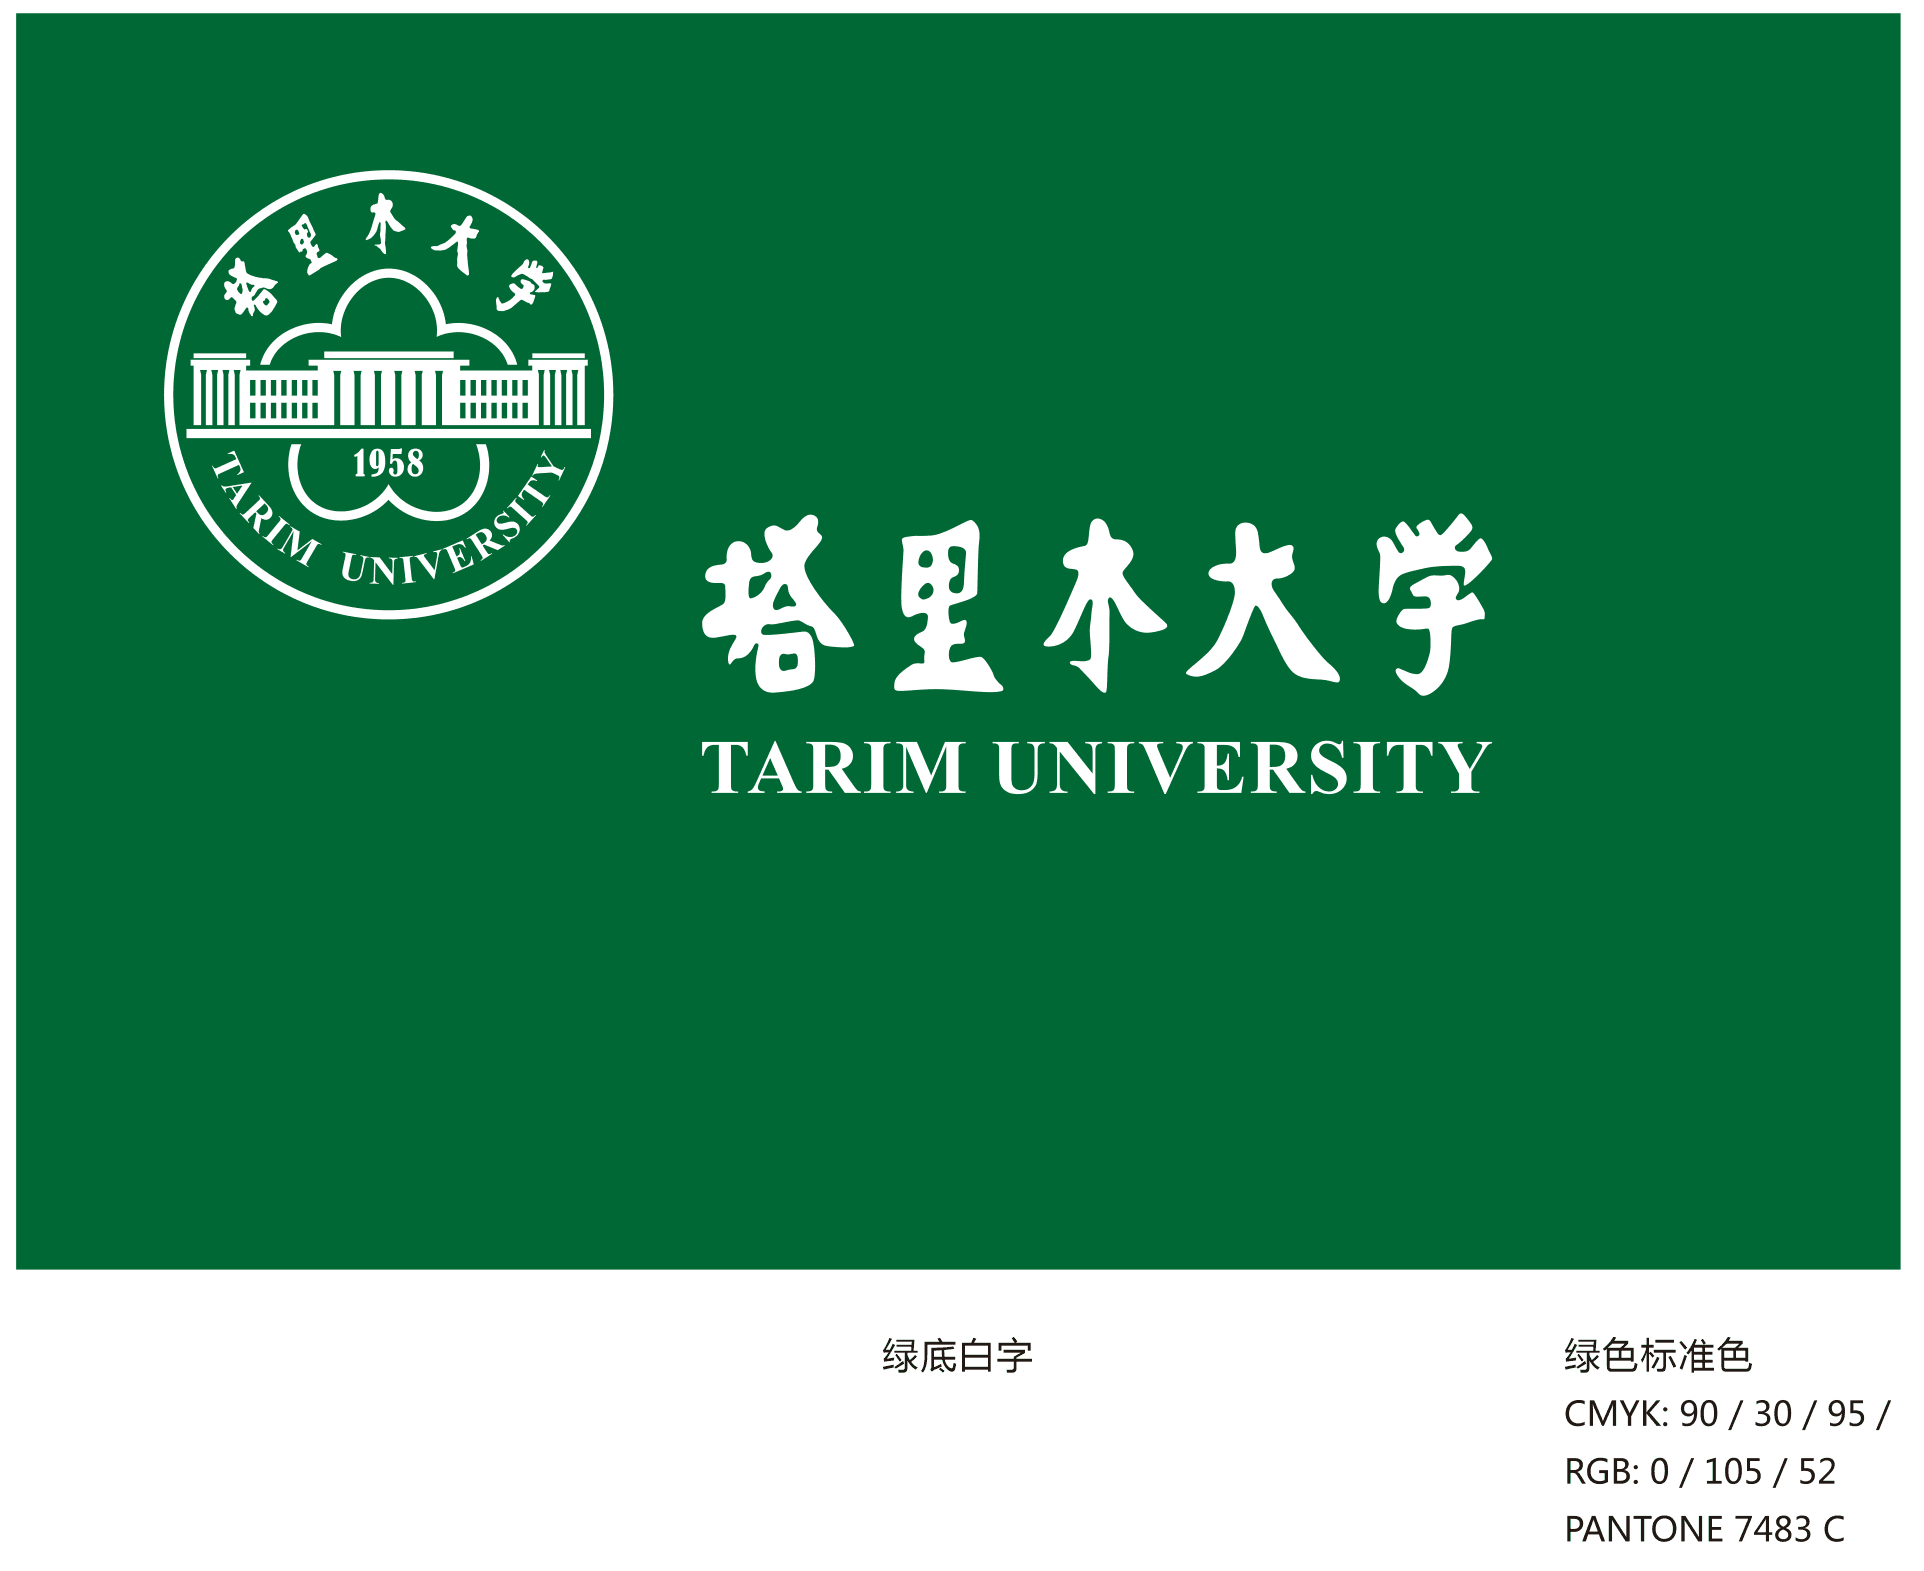 塔里木大学
1958
TARIM UNIVERSITY
塔里木大学
TARIM UNIVERSITY
绿底白字
绿色标准色
CMYK: 90 / 30 / 95 /
RGB: 0 / 105 / 52
PANTONE 7483 C